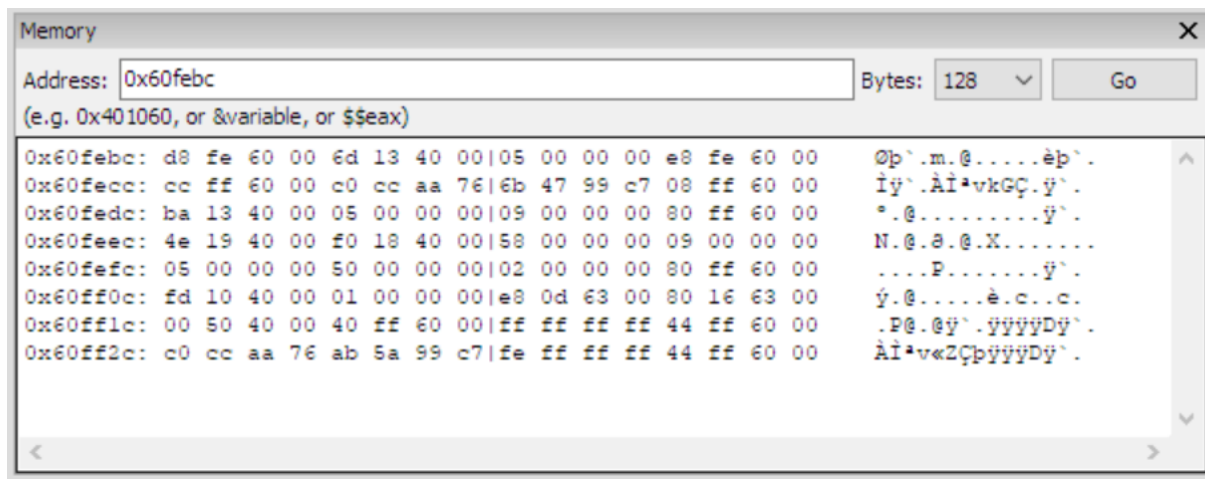 Memory
Address: 0x60febc Bytes: 128 Go
(e.g. 0x401060, or &variable, or $$eax)
0x60febc: d8 fe 60 00 6d 13 40 00|05 00 00 00 e8 fe 60 00 Øþ`.m.@.....èþ`.
0x60fecc: cc ff 60 00 c0 cc aa 76|6b 47 99 c7 08 ff 60 00 Ìÿ`.ÀÌªvkGÇ.ÿ`.
0x60fedc: ba 13 40 00 05 00 00 00|09 00 00 00 80 ff 60 00 º.@.........ÿ`.
0x60feec: 4e 19 40 00 f0 18 40 00|58 00 00 00 09 00 00 00 N.@.ð.@.X.......
0x60fefc: 05 00 00 00 50 00 00 00|02 00 00 00 80 ff 60 00 ....P.......ÿ`.
0x60ff0c: fd 10 40 00 01 00 00 00|e8 0d 63 00 80 16 63 00 ý.@.....è.c..c.
0x60ff1c: 00 50 40 00 40 ff 60 00|ff ff ff ff 44 ff 60 00 .P@.@ÿ`.ÿÿÿÿDÿ`.
0x60ff2c: c0 cc aa 76 ab 5a 99 c7|fe ff ff ff 44 ff 60 00 ÀÌªv«ZÇþÿÿÿDÿ`.